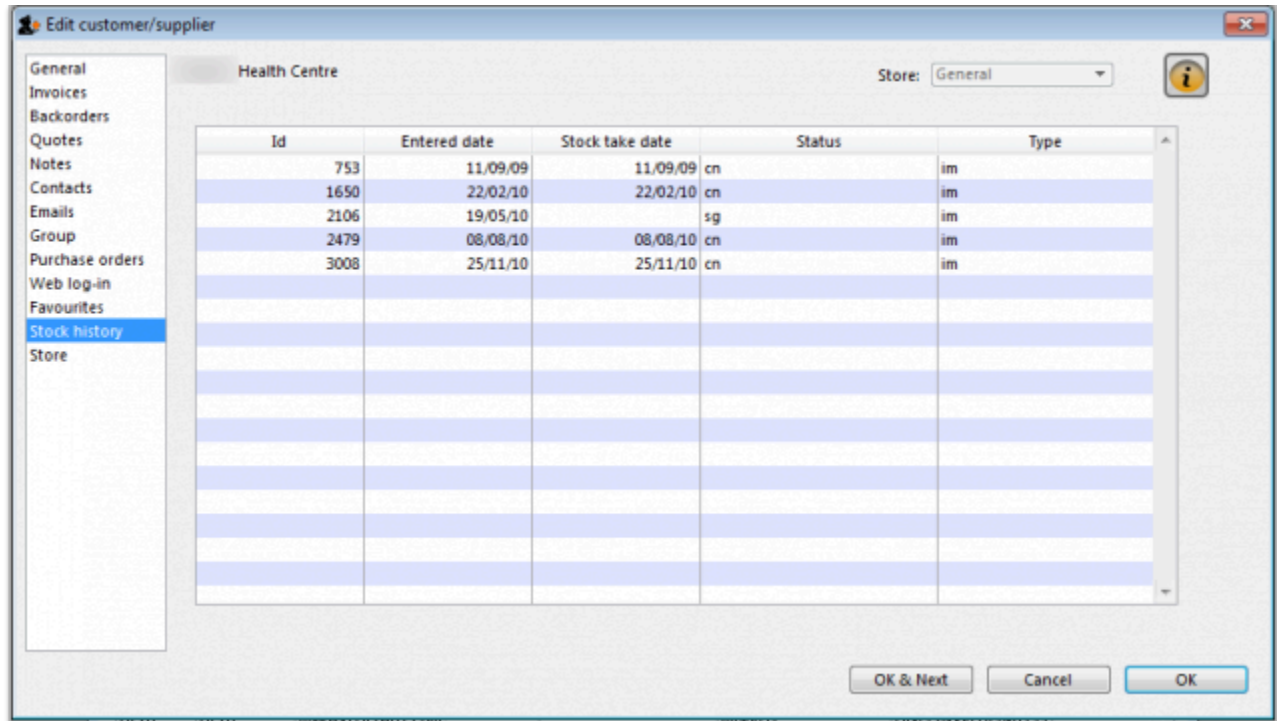 Edit customer/supplier
General
Invoices
Backorders
Quotes
Notes
Contacts
Emails
Group
Purchase orders
Web log-in
Favourites
Stock history
Store
Health Centre
Store: General
Id Entered date Stock take date Status Type
753 11/09/09 11/09/09 cn im
1650 22/02/10 22/02/10 cn im
2106 19/05/10 sg im
2479 08/08/10 08/08/10 cn im
3008 25/11/10 25/11/10 cn im
OK & Next Cancel OK